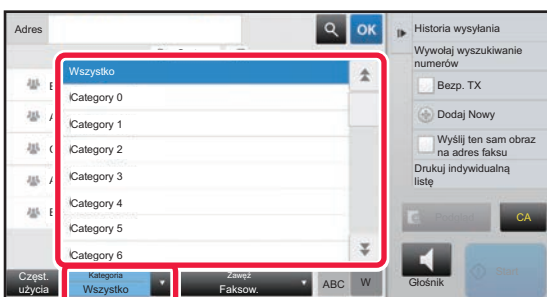 Adres
OK
Wszystko
Category 0
Category 1
Category 2
Category 3
Category 4
Category 5
Category 6
Częst.
użycia
Kategoria
Wszystko
Zawęź
Faksow.
ABC
W
Historia wysyłania
Wywołaj wyszukiwanie
numerów
Bezp. TX
Dodaj Nowy
Wyślij ten sam obraz
na adres faksu
Drukuj indywidualną
listę
CA
Głośnik
Start